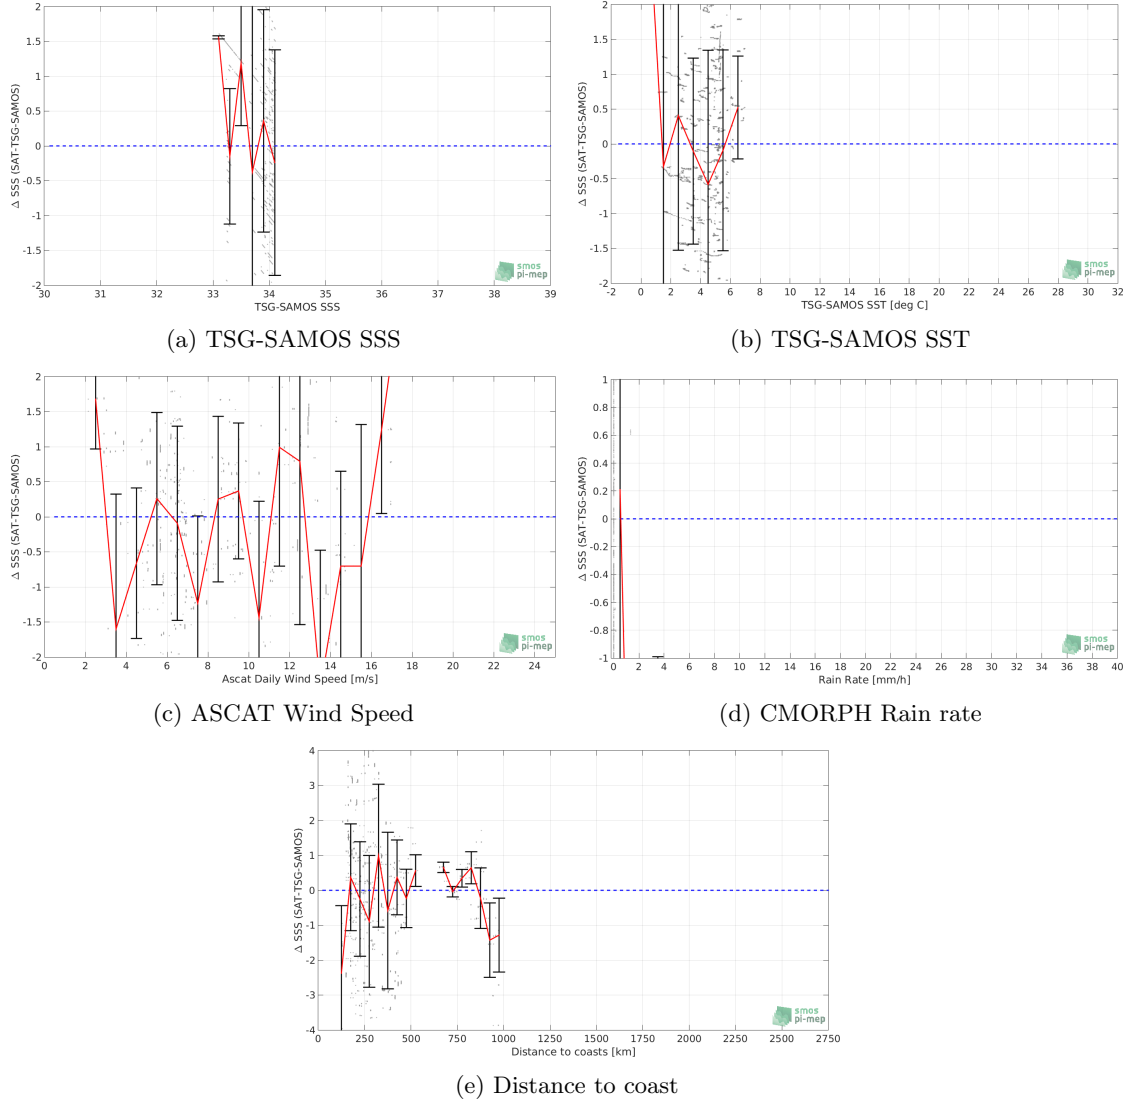 2
1.5
1
0.5
0
-0.5
-1
-1.5
-2
Δ SSS (SAT-TSG-SAMOS)
30 31 32 33 34 35 36 37 38 39
TSG-SAMOS SSS
smos
pi-mep
(a) TSG-SAMOS SSS
2
1.5
1
0.5
0
-0.5
-1
-1.5
-2
Δ SSS (SAT-TSG-SAMOS)
-2 0 2 4 6 8 10 12 14 16 18 20 22 24 26 28 30 32
TSG-SAMOS SST [deg C]
smos
pi-mep
(b) TSG-SAMOS SST
2
1.5
1
0.5
0
-0.5
-1
-1.5
-2
Δ SSS (SAT-TSG-SAMOS)
0 2 4 6 8 10 12 14 16 18 20 22 24
Ascat Daily Wind Speed [m/s]
smos
pi-mep
(c) ASCAT Wind Speed
1
0.8
0.6
0.4
0.2
0
-0.2
-0.4
-0.6
-0.8
-1
Δ SSS (SAT-TSG-SAMOS)
0 2 4 6 8 10 12 14 16 18 20 22 24 26 28 30 32 34 36 38 40
Rain Rate [mm/h]
smos
pi-mep
(d) CMORPH Rain rate
4
3
2
1
0
-1
-2
-3
-4
Δ SSS (SAT-TSG-SAMOS)
0 250 500 750 1000 1250 1500 1750 2000 2250 2500 2750
Distance to coasts [km]
smos
pi-mep
(e) Distance to coast